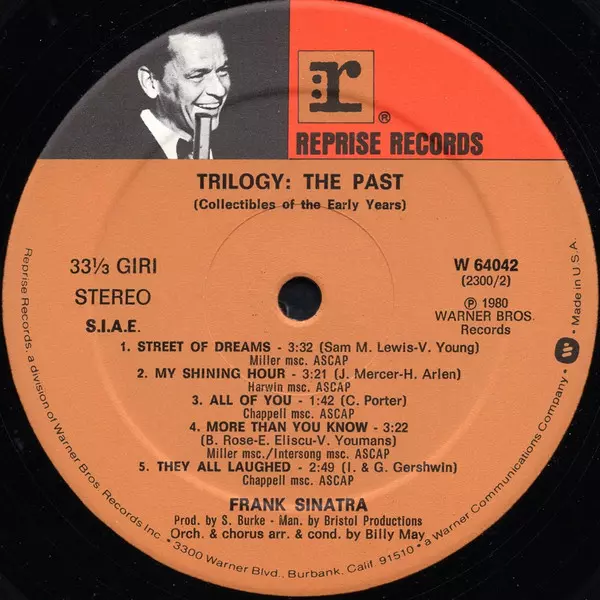 r
®
REPRISE RECORDS
TRILOGY: THE PAST
(Collectibles of the Early Years)
33⅓ GIRI
STEREO
S.I.A.E.
W 64042
(2300/2)
℗ 1980
WARNER BROS.
Records
1. STREET OF DREAMS - 3:32 (Sam M. Lewis-V. Young)
Miller msc. ASCAP
2. MY SHINING HOUR - 3:21 (J. Mercer-H. Arlen)
Harwin msc. ASCAP
3. ALL OF YOU - 1:42 (C. Porter)
Chappell msc. ASCAP
4. MORE THAN YOU KNOW - 3:22
(B. Rose-E. Eliscu-V. Youmans)
Miller msc./Intersong msc. ASCAP
5. THEY ALL LAUGHED - 2:49 (I. & G. Gershwin)
Chappell msc. ASCAP
FRANK SINATRA
Prod. by S. Burke - Man. by Bristol Productions
Orch. & chorus arr. & cond. by Billy May
Reprise Records, a division of Warner Bros. Records Inc. • 3300 Warner Blvd., Burbank, Calif. 91510 • a Warner Communications Company • W • Made in U.S.A.